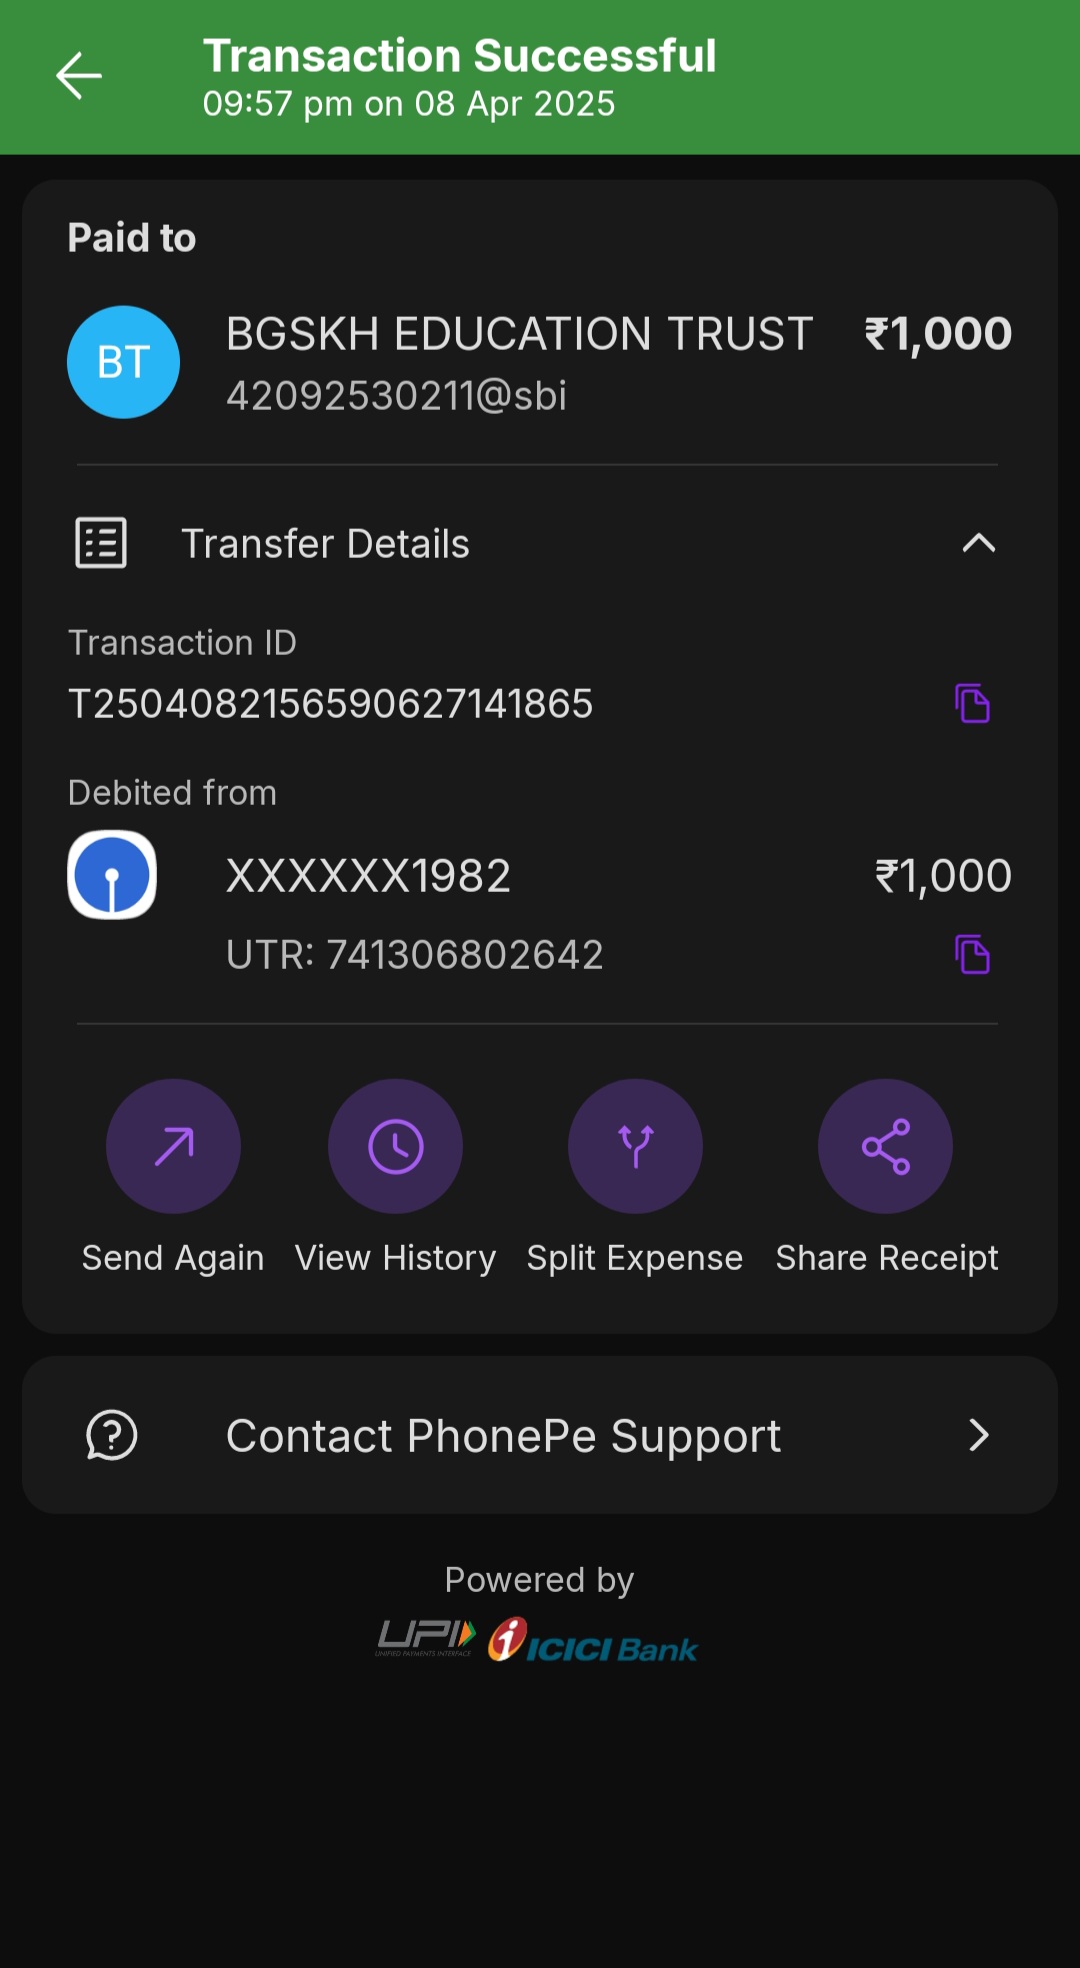 Transaction Successful
09:57 pm on 08 Apr 2025
Paid to
BT
BGSKH EDUCATION TRUST
₹1,000
42092530211@sbi
Transfer Details
Transaction ID
T2504082156590627141865
Debited from
XXXXXX1982
₹1,000
UTR: 741306802642
Send Again
View History
Split Expense
Share Receipt
Contact PhonePe Support
Powered by
UPI
UNIFIED PAYMENTS INTERFACE
ICICI Bank